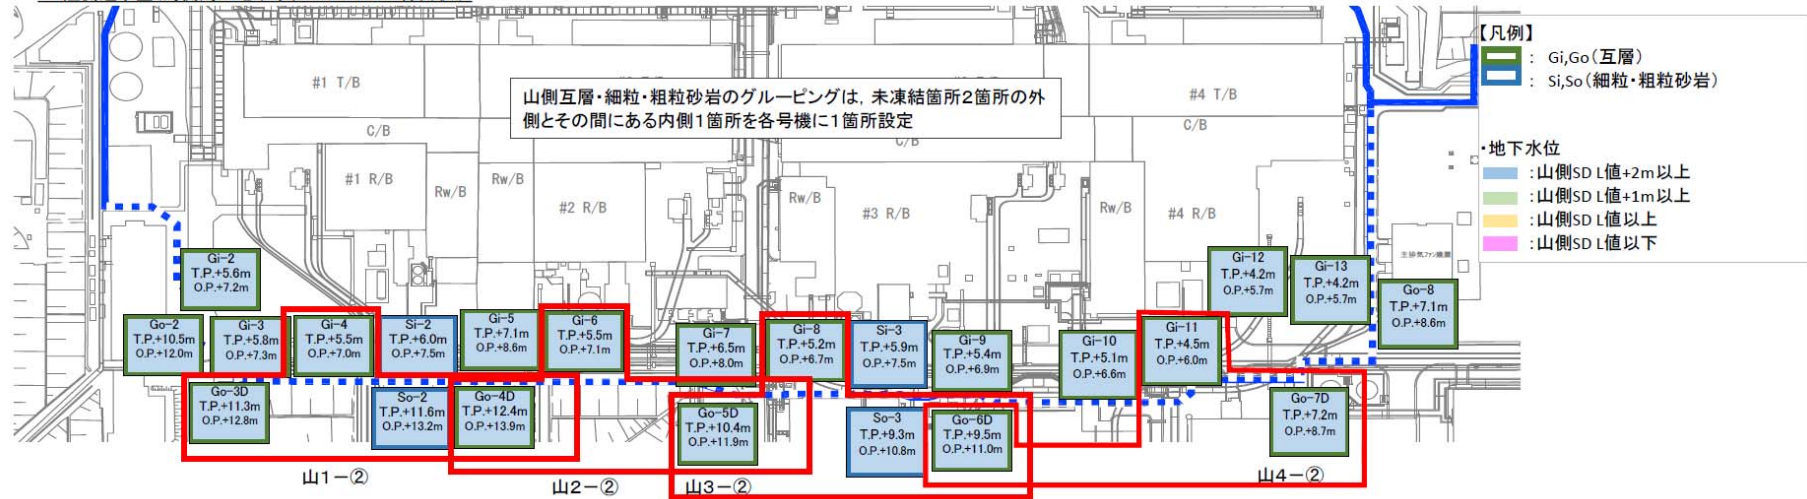 #1 T/B
山側互層・細粒・粗粒砂岩のグルーピングは，未凍結箇所2箇所の外
側とその間にある内側1箇所を各号機に1箇所設定
#4 T/B
C/B
C/B
C/B
#1 R/B
Rw/B
Rw/B
#2 R/B
Rw/B
#3 R/B
Rw/B
#4 R/B
主排気ファン装置
【凡例】
： Gi,Go（互層）
： Si,So（細粒・粗粒砂岩）
・地下水位
：山側SD L値+2m以上
：山側SD L値+1m以上
：山側SD L値以上
：山側SD L値以下
Gi-2
T.P.+5.6m
O.P.+7.2m
Go-2
T.P.+10.5m
O.P.+12.0m
Gi-3
T.P.+5.8m
O.P.+7.3m
Gi-4
T.P.+5.5m
O.P.+7.0m
Si-2
T.P.+6.0m
O.P.+7.5m
Gi-5
T.P.+7.1m
O.P.+8.6m
Gi-6
T.P.+5.5m
O.P.+7.1m
Gi-7
T.P.+6.5m
O.P.+8.0m
Gi-8
T.P.+5.2m
O.P.+6.7m
Si-3
T.P.+5.9m
O.P.+7.5m
Gi-9
T.P.+5.4m
O.P.+6.9m
Gi-10
T.P.+5.1m
O.P.+6.6m
Gi-11
T.P.+4.5m
O.P.+6.0m
Gi-12
T.P.+4.2m
O.P.+5.7m
Gi-13
T.P.+4.2m
O.P.+5.7m
Go-8
T.P.+7.1m
O.P.+8.6m
Go-3D
T.P.+11.3m
O.P.+12.8m
So-2
T.P.+11.6m
O.P.+13.2m
Go-4D
T.P.+12.4m
O.P.+13.9m
Go-5D
T.P.+10.4m
O.P.+11.9m
So-3
T.P.+9.3m
O.P.+10.8m
Go-6D
T.P.+9.5m
O.P.+11.0m
Go-7D
T.P.+7.2m
O.P.+8.7m
山1－②
山2－②
山3－②
山4－②